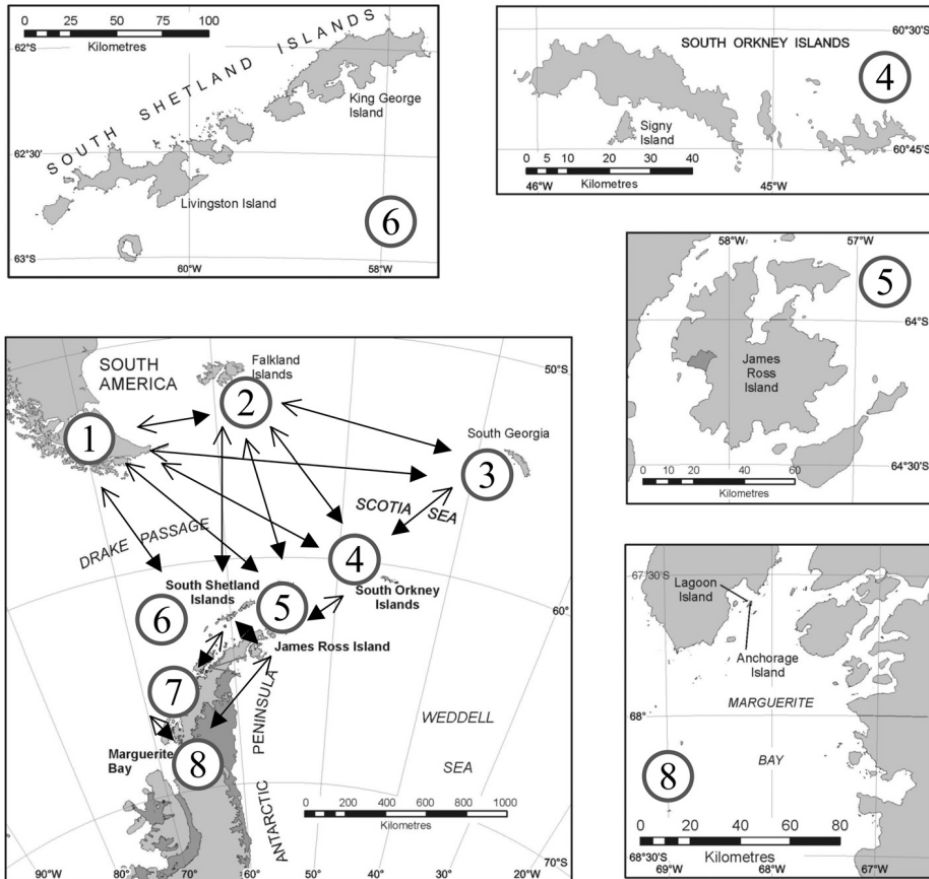 0 25 50 75 100
Kilometres
62°S
SOUTH SHETLAND ISLANDS
King George
Island
62°30'S
Livingston Island
6
63°S
60°W
58°W
60°30'S
SOUTH ORKNEY ISLANDS
4
Signy
Island
60°45'S
0 5 10 20 30 40
46°W
Kilometres
45°W
58°W
57°W
5
64°S
James
Ross
Island
64°30'S
0 10 20 40 60
Kilometres
SOUTH
AMERICA
Falkland
Islands
50°S
2
1
South Georgia
3
SCOTIA SEA
DRAKE PASSAGE
4
South Shetland
Islands
South Orkney
Islands
60°S
5
6
James Ross Island
7
PENINSULA
WEDDELL
SEA
Marguerite
Bay
8
ANTARCTIC
0 200 400 600 800 1000
Kilometres
90°W
80°W
70°W
60°W
50°W
40°W
30°W
20°W
70°S
67°30'S
Lagoon
Island
Anchorage
Island
MARGUERITE
68°
BAY
8
0 10 20 40 60 80
Kilometres
68°30'S
69°W
68°W
67°W